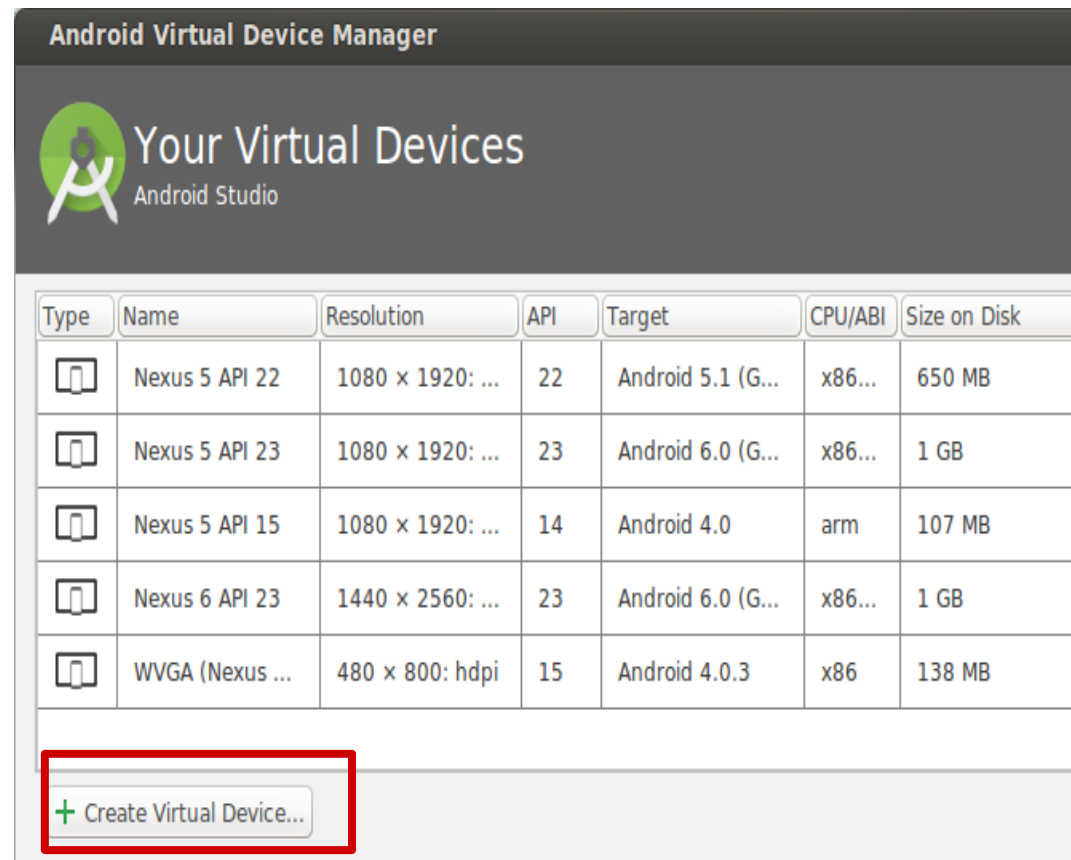 Android Virtual Device Manager
Your Virtual Devices
Android Studio
Type Name Resolution API Target CPU/ABI Size on Disk
Nexus 5 API 22 1080 × 1920: ... 22 Android 5.1 (G... x86... 650 MB
Nexus 5 API 23 1080 × 1920: ... 23 Android 6.0 (G... x86... 1 GB
Nexus 5 API 15 1080 × 1920: ... 14 Android 4.0 arm 107 MB
Nexus 6 API 23 1440 × 2560: ... 23 Android 6.0 (G... x86... 1 GB
WVGA (Nexus ... 480 × 800: hdpi 15 Android 4.0.3 x86 138 MB
+ Create Virtual Device...